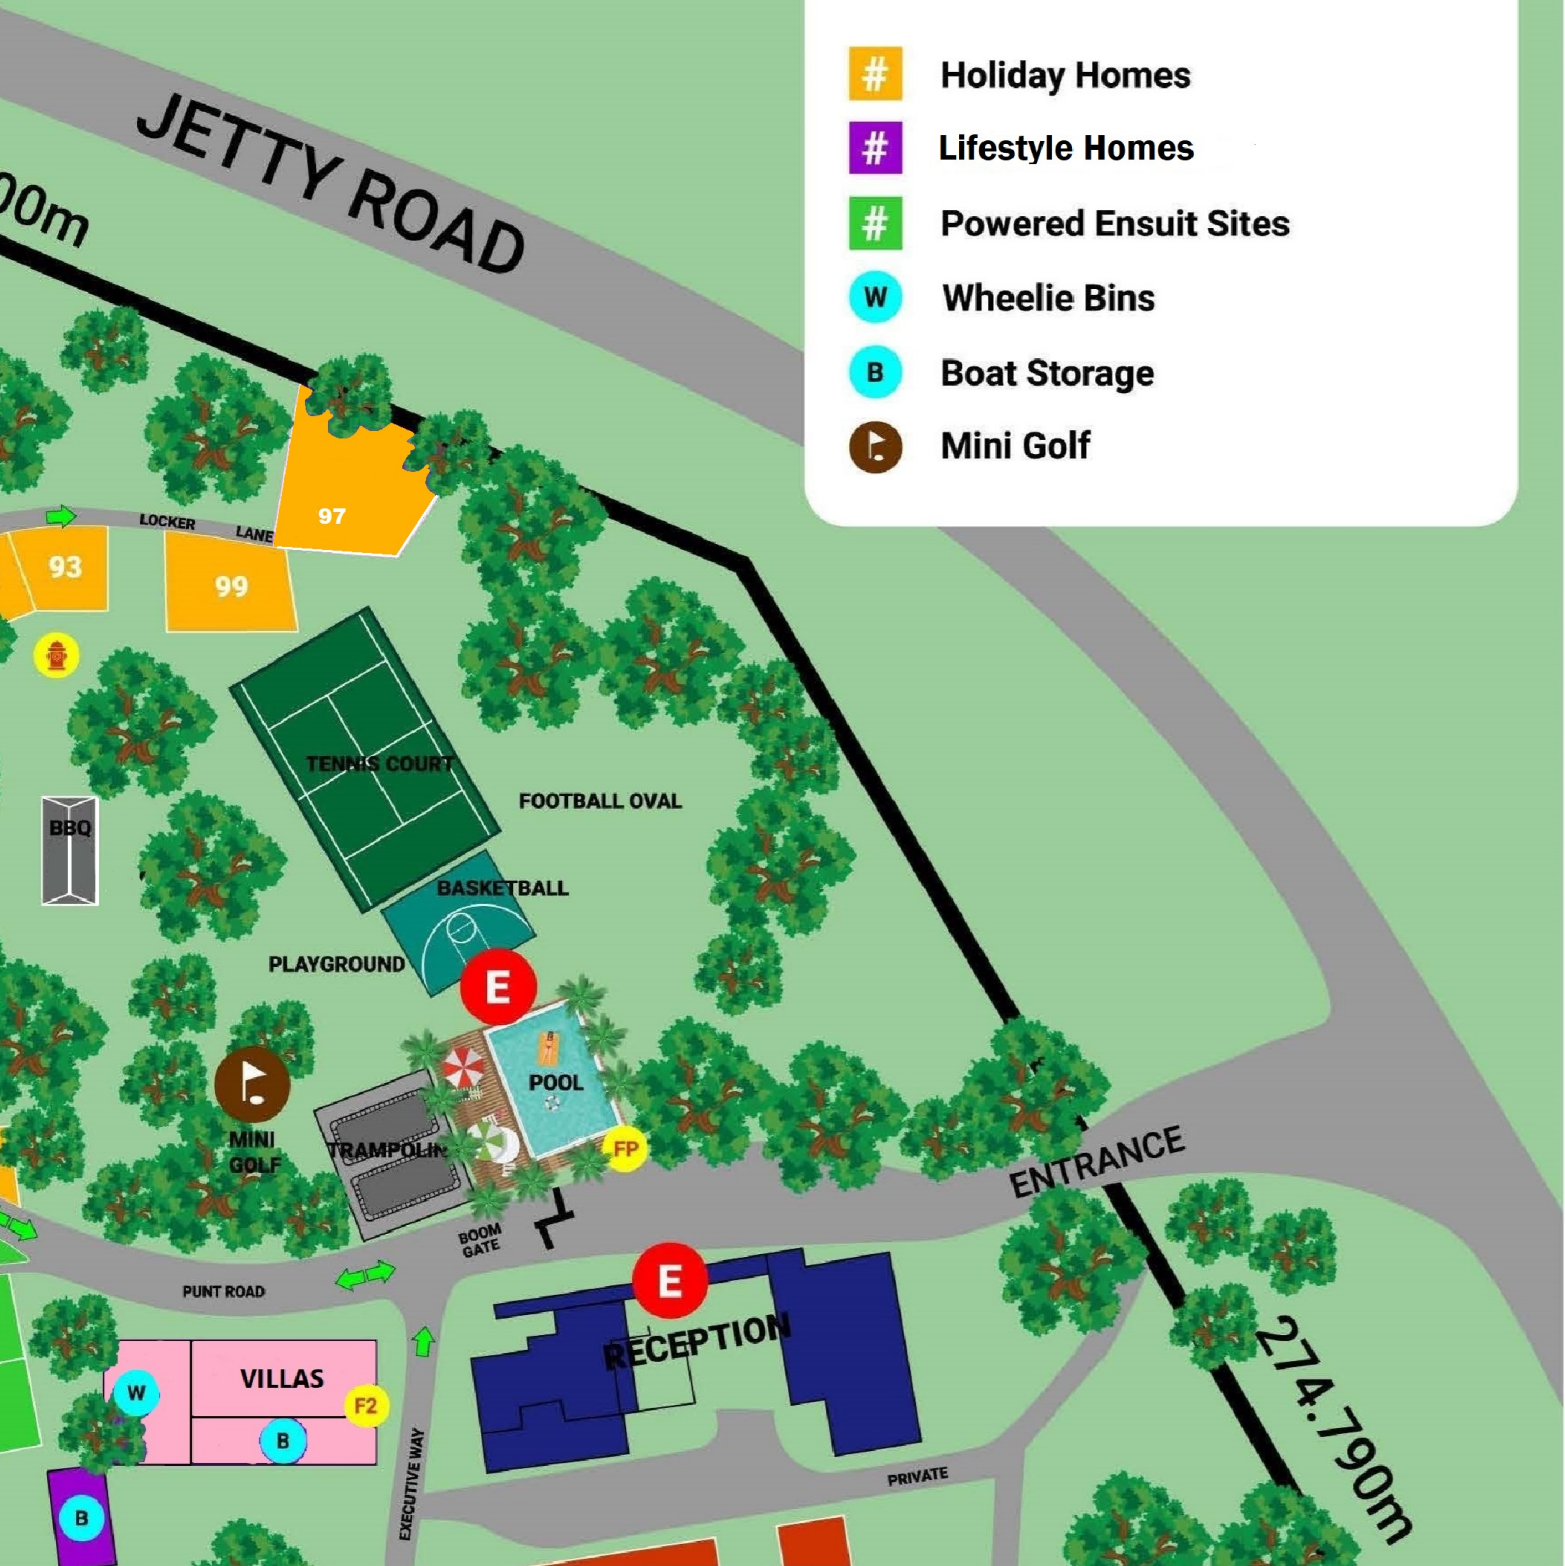 # Holiday Homes
# Lifestyle Homes
# Powered Ensuit Sites
W Wheelie Bins
B Boat Storage
Mini Golf
JETTY ROAD
00m
97
LOCKER LANE
93
99
TENNIS COURT
FOOTBALL OVAL
BBQ
BASKETBALL
PLAYGROUND
E
POOL
MINI
GOLF
TRAMPOLIN
FP
ENTRANCE
BOOM
GATE
PUNT ROAD
E
RECEPTION
VILLAS
W
F2
B
EXECUTIVE WAY
PRIVATE
274.790m
B